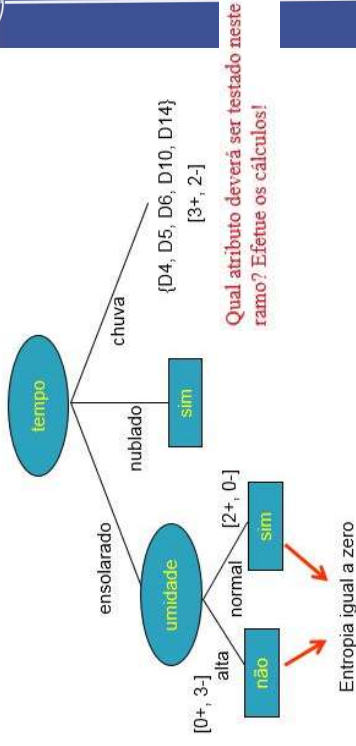 tempo
ensolarado
nublado
chuva
umidade
sim
{D4, D5, D6, D10, D14}
[3+, 2-]
[0+, 3-]
alta
normal
[2+, 0-]
não
sim
Qual atributo deverá ser testado neste
ramo? Efetue os cálculos!
Entropia igual a zero